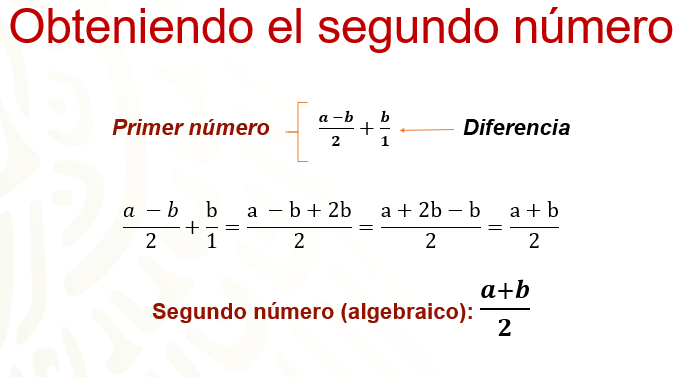 Obteniendo el segundo número
Primer número a − b / 2 + b / 1 Diferencia
a − b / 2 + b / 1 = a − b + 2b / 2 = a + 2b − b / 2 = a + b / 2
Segundo número (algebraico): a+b / 2